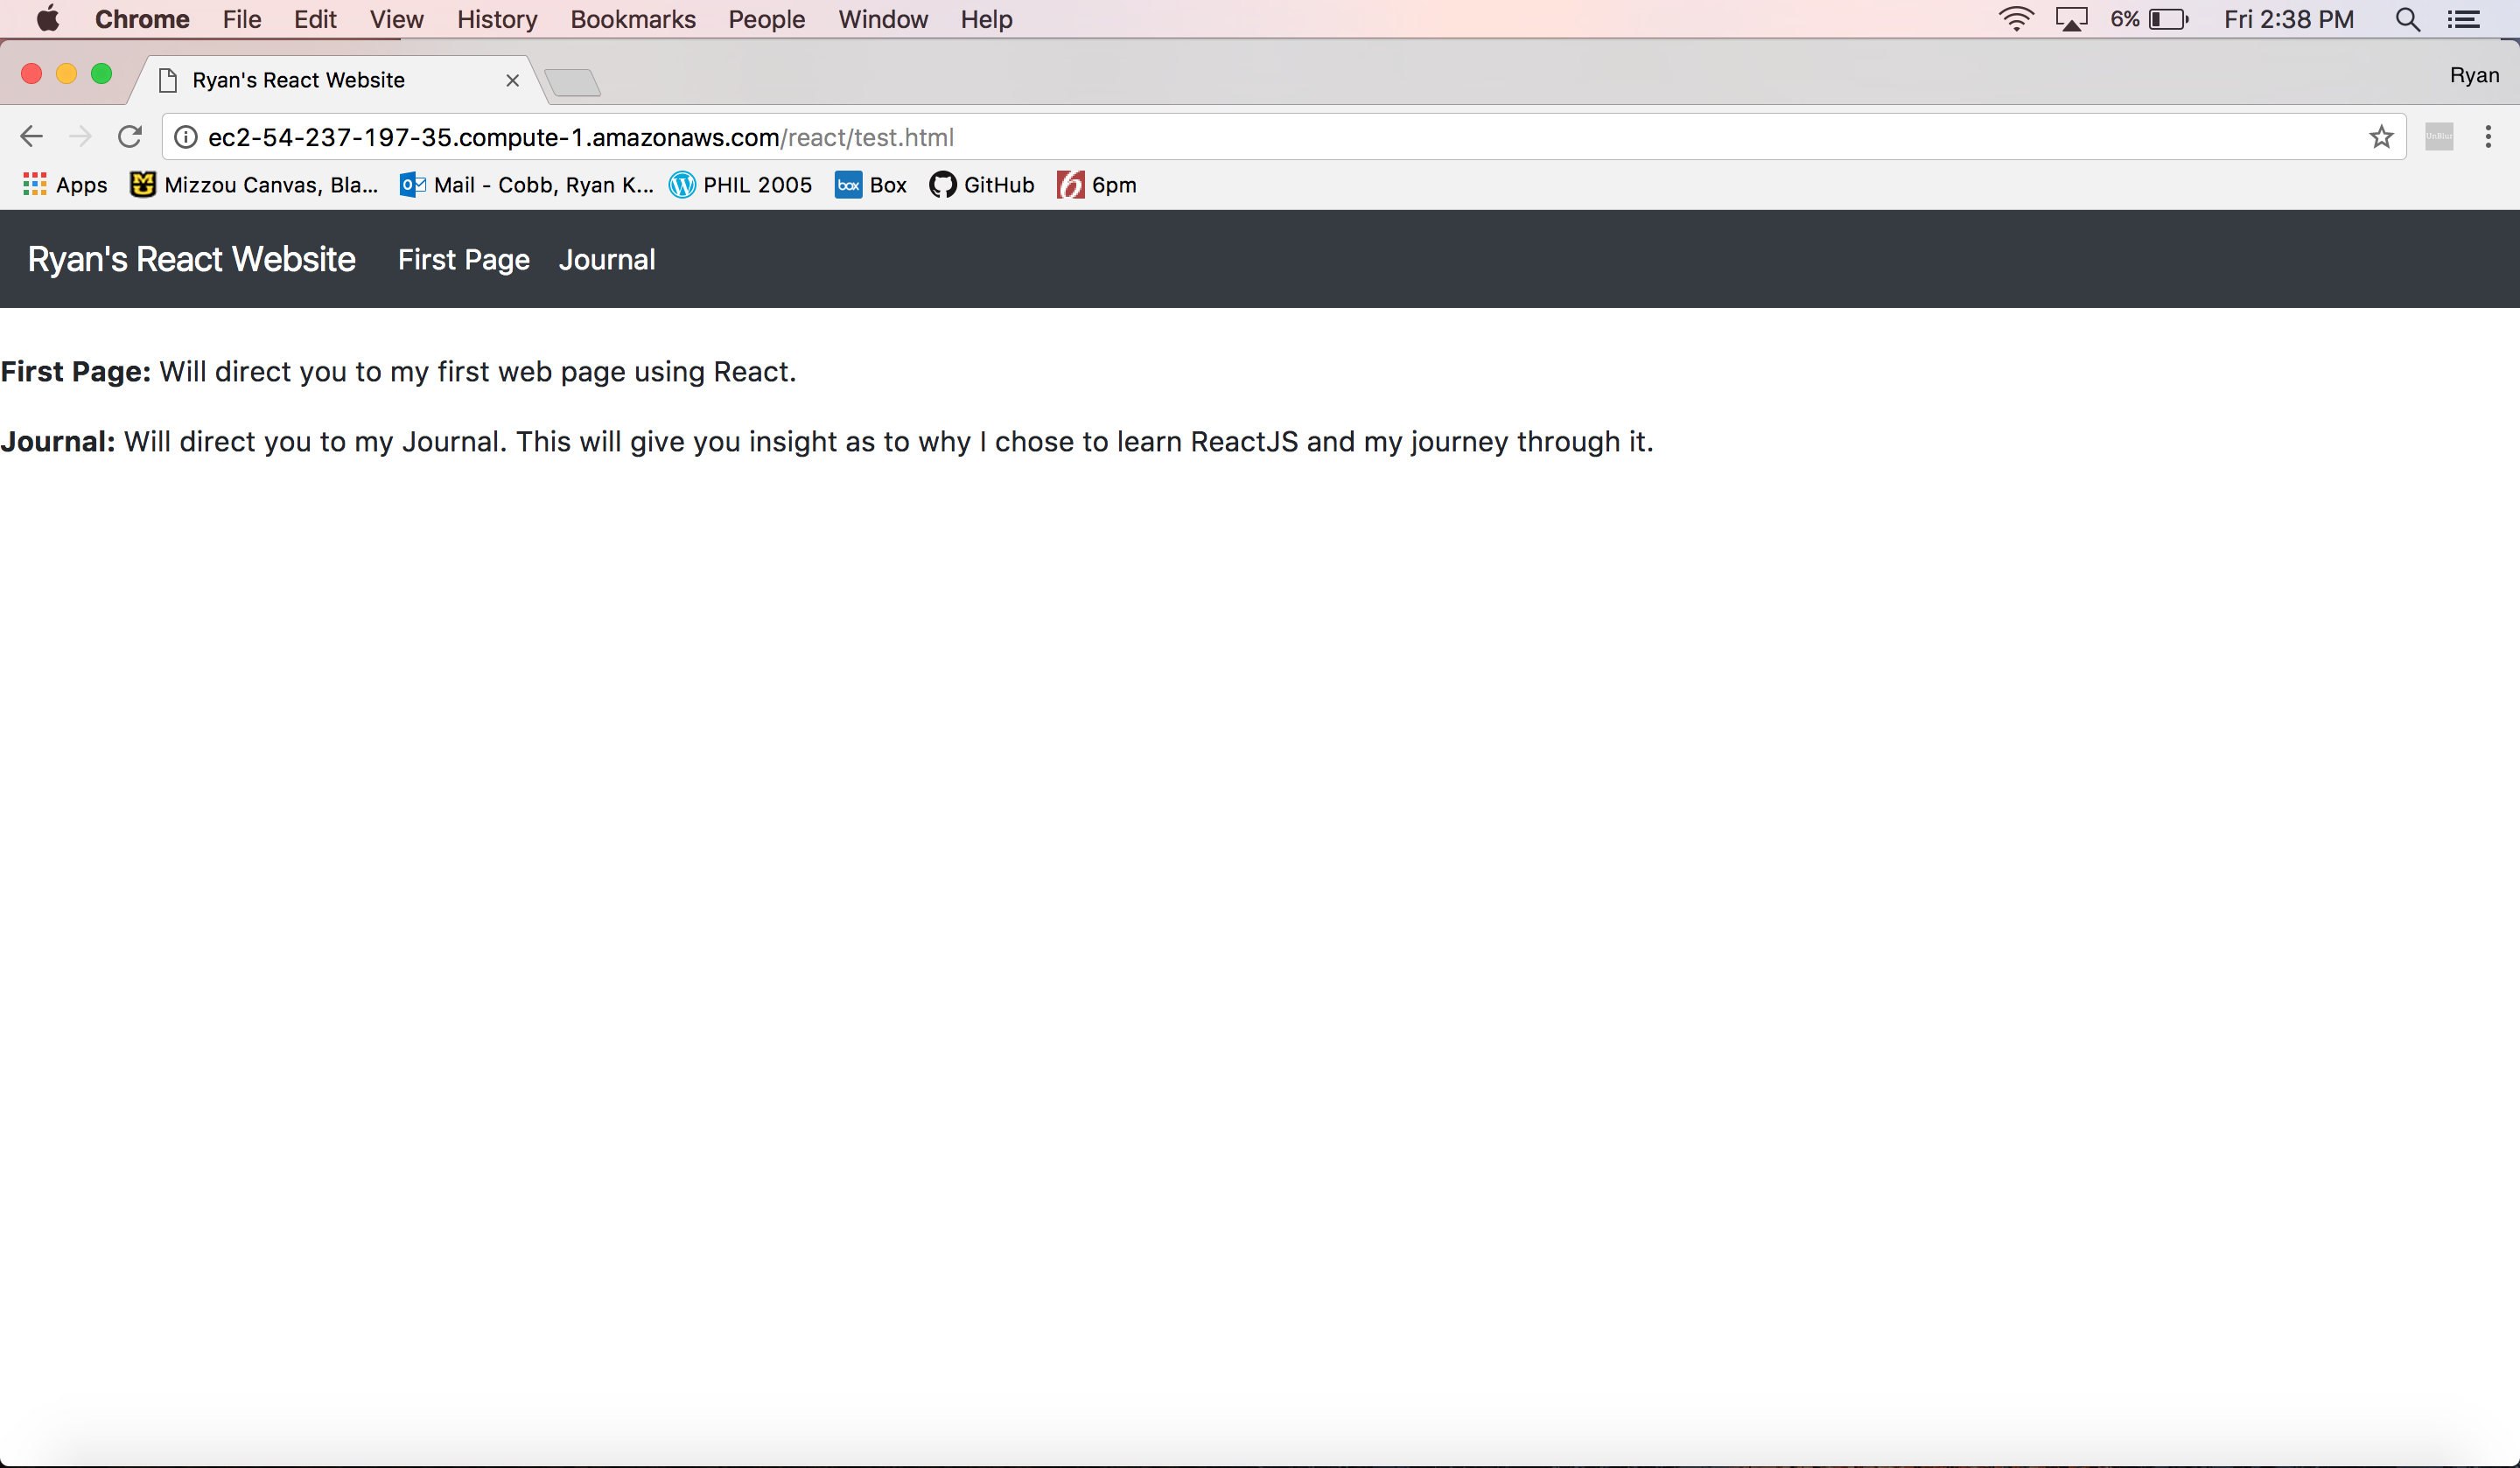 Chrome File Edit View History Bookmarks People Window Help 6% Fri 2:38 PM
Ryan's React Website Ryan
ec2-54-237-197-35.compute-1.amazonaws.com/react/test.html UnBlur
Apps Mizzou Canvas, Bla... Mail - Cobb, Ryan K... PHIL 2005 box Box GitHub 6pm
Ryan's React Website First Page Journal
First Page: Will direct you to my first web page using React.
Journal: Will direct you to my Journal. This will give you insight as to why I chose to learn ReactJS and my journey through it.